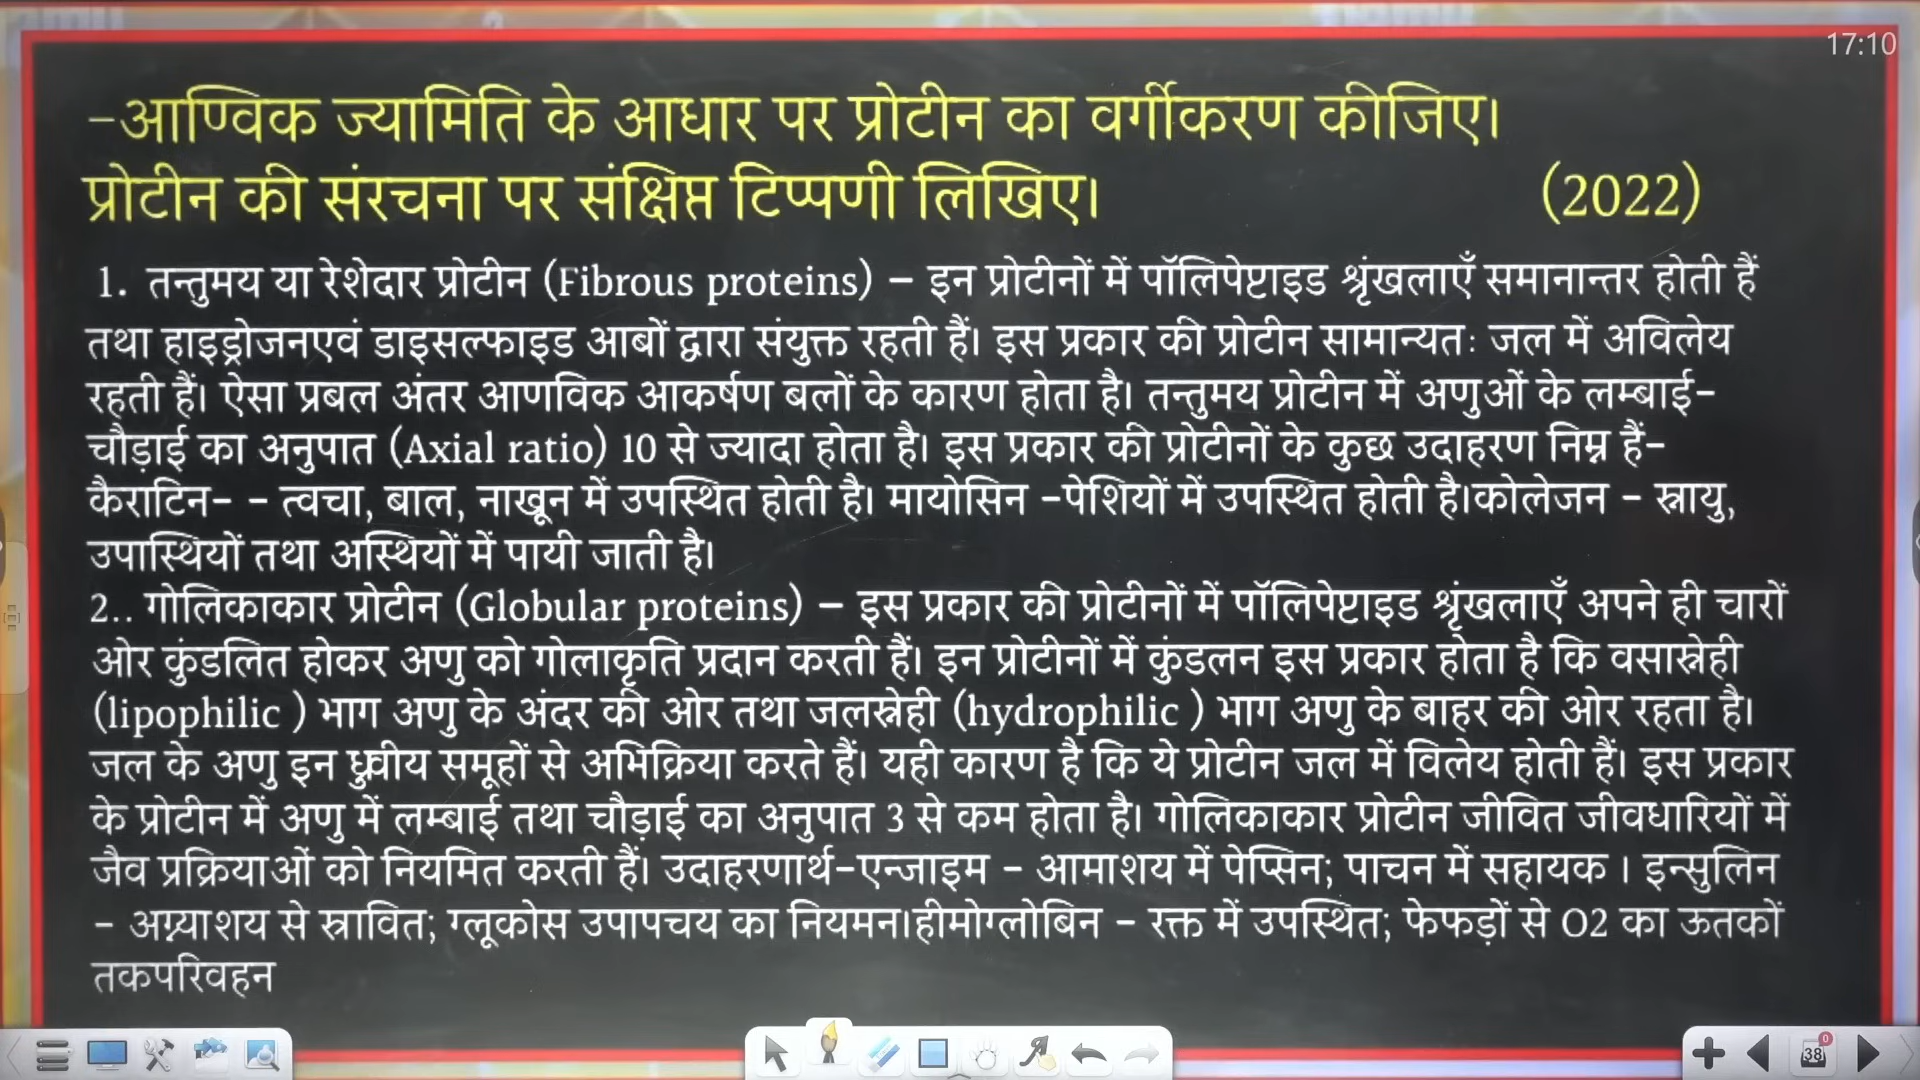 17:10
-आण्विक ज्यामिति के आधार पर प्रोटीन का वर्गीकरण कीजिए।
प्रोटीन की संरचना पर संक्षिप्त टिप्पणी लिखिए। (2022)
1. तन्तुमय या रेशेदार प्रोटीन (Fibrous proteins) – इन प्रोटीनों में पॉलिपेप्टाइड श्रृंखलाएँ समानान्तर होती हैं
तथा हाइड्रोजनएवं डाइसल्फाइड आबों द्वारा संयुक्त रहती हैं। इस प्रकार की प्रोटीन सामान्यतः जल में अविलेय
रहती हैं। ऐसा प्रबल अंतर आणविक आकर्षण बलों के कारण होता है। तन्तुमय प्रोटीन में अणुओं के लम्बाई-
चौड़ाई का अनुपात (Axial ratio) 10 से ज्यादा होता है। इस प्रकार की प्रोटीनों के कुछ उदाहरण निम्न हैं-
कैराटिन- - त्वचा, बाल, नाखून में उपस्थित होती है। मायोसिन -पेशियों में उपस्थित होती है।कोलेजन - स्नायु,
उपास्थियों तथा अस्थियों में पायी जाती है।
2.. गोलिकाकार प्रोटीन (Globular proteins) – इस प्रकार की प्रोटीनों में पॉलिपेप्टाइड श्रृंखलाएँ अपने ही चारों
ओर कुंडलित होकर अणु को गोलाकृति प्रदान करती हैं। इन प्रोटीनों में कुंडलन इस प्रकार होता है कि वसास्नेही
(lipophilic ) भाग अणु के अंदर की ओर तथा जलस्नेही (hydrophilic ) भाग अणु के बाहर की ओर रहता है।
जल के अणु इन ध्रुवीय समूहों से अभिक्रिया करते हैं। यही कारण है कि ये प्रोटीन जल में विलेय होती हैं। इस प्रकार
के प्रोटीन में अणु में लम्बाई तथा चौड़ाई का अनुपात 3 से कम होता है। गोलिकाकार प्रोटीन जीवित जीवधारियों में
जैव प्रक्रियाओं को नियमित करती हैं। उदाहरणार्थ-एन्जाइम - आमाशय में पेप्सिन; पाचन में सहायक । इन्सुलिन
- अग्न्याशय से स्रावित; ग्लूकोस उपापचय का नियमन।हीमोग्लोबिन - रक्त में उपस्थित; फेफड़ों से O2 का ऊतकों
तकपरिवहन
38
0